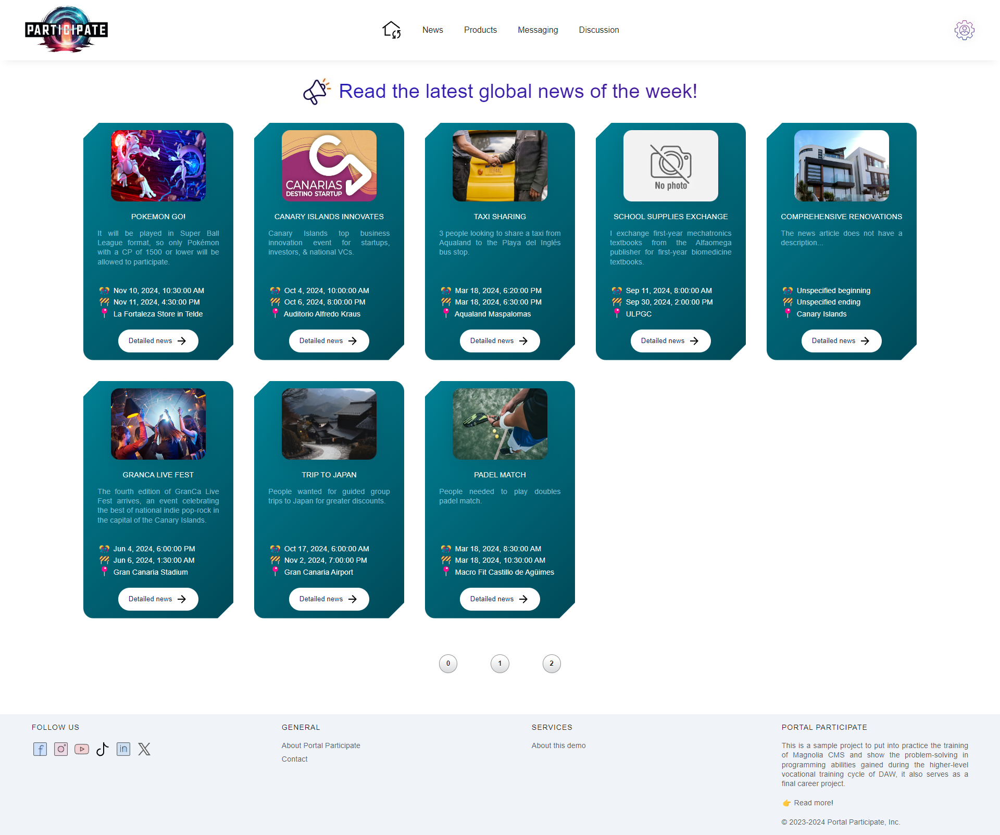 PARTICIPATE
News
Products
Messaging
Discussion
Read the latest global news of the week!
CANARIAS
DESTINO STARTUP
No photo
POKEMON GO!
It will be played in Super Ball
League format, so only Pokémon
with a CP of 1500 or lower will be
allowed to participate.
Nov 10, 2024, 10:30:00 AM
Nov 11, 2024, 4:30:00 PM
La Fortaleza Store in Telde
Detailed news
CANARY ISLANDS INNOVATES
Canary Islands top business
innovation event for startups,
investors, & national VCs.
Oct 4, 2024, 10:00:00 AM
Oct 6, 2024, 8:00:00 PM
Auditorio Alfredo Kraus
Detailed news
TAXI SHARING
3 people looking to share a taxi from
Aqualand to the Playa del Inglés
bus stop.
Mar 18, 2024, 6:20:00 PM
Mar 18, 2024, 6:30:00 PM
Aqualand Maspalomas
Detailed news
SCHOOL SUPPLIES EXCHANGE
I exchange first-year mechatronics
textbooks from the Alfaomega
publisher for first-year biomedicine
textbooks.
Sep 11, 2024, 8:00:00 AM
Sep 30, 2024, 2:00:00 PM
ULPGC
Detailed news
COMPREHENSIVE RENOVATIONS
The news article does not have a
description...
Unspecified beginning
Unspecified ending
Canary Islands
Detailed news
GRANCA LIVE FEST
The fourth edition of GranCa Live
Fest arrives, an event celebrating
the best of national indie pop-rock in
the capital of the Canary Islands.
Jun 4, 2024, 6:00:00 PM
Jun 6, 2024, 1:30:00 AM
Gran Canaria Stadium
Detailed news
TRIP TO JAPAN
People wanted for guided group
trips to Japan for greater discounts.
Oct 17, 2024, 6:00:00 AM
Nov 2, 2024, 7:00:00 PM
Gran Canaria Airport
Detailed news
PADEL MATCH
People needed to play doubles
padel match.
Mar 18, 2024, 8:30:00 AM
Mar 18, 2024, 10:30:00 AM
Macro Fit Castillo de Agüimes
Detailed news
0
1
2
FOLLOW US
GENERAL
About Portal Participate
Contact
SERVICES
About this demo
PORTAL PARTICIPATE
This is a sample project to put into practice the training
of Magnolia CMS and show the problem-solving in
programming abilities gained during the higher-level
vocational training cycle of DAW, it also serves as a
final career project.
👉 Read more!
© 2023-2024 Portal Participate, Inc.